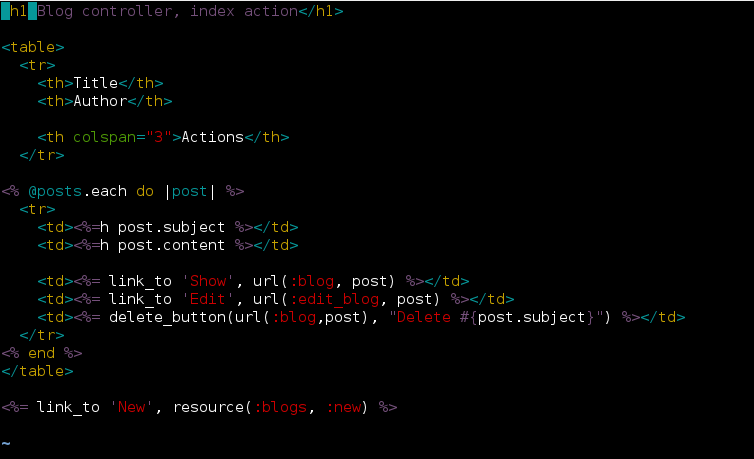 <h1>Blog controller, index action</h1>
<table>
<tr>
<th>Title</th>
<th>Author</th>
<th colspan="3">Actions</th>
</tr>
<% @posts.each do |post| %>
<tr>
<td><%=h post.subject %></td>
<td><%=h post.content %></td>
<td><%= link_to 'Show', url(:blog, post) %></td>
<td><%= link_to 'Edit', url(:edit_blog, post) %></td>
<td><%= delete_button(url(:blog,post), "Delete #{post.subject}") %></td>
</tr>
<% end %>
</table>
<%= link_to 'New', resource(:blogs, :new) %>
~